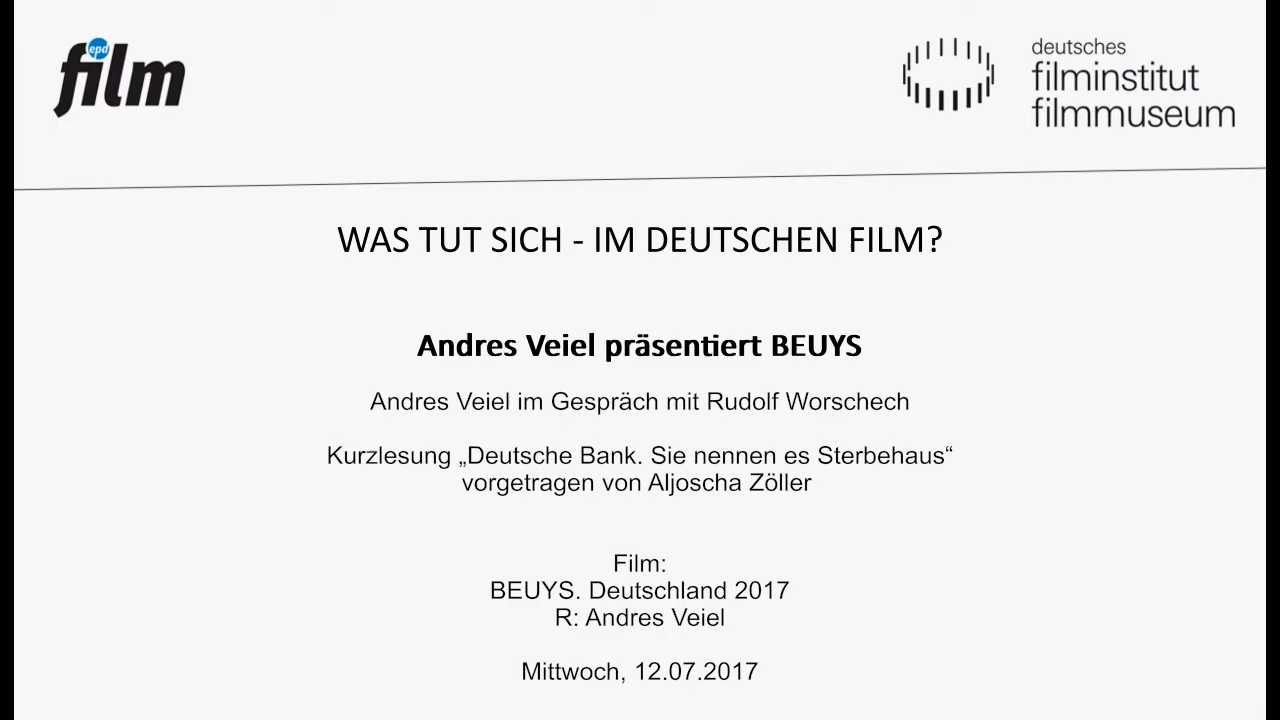 epd
film
deutsches
filminstitut
filmmuseum
WAS TUT SICH - IM DEUTSCHEN FILM?
Andres Veiel präsentiert BEUYS
Andres Veiel im Gespräch mit Rudolf Worschech
Kurzlesung „Deutsche Bank. Sie nennen es Sterbehaus“
vorgetragen von Aljoscha Zöller
Film:
BEUYS. Deutschland 2017
R: Andres Veiel
Mittwoch, 12.07.2017